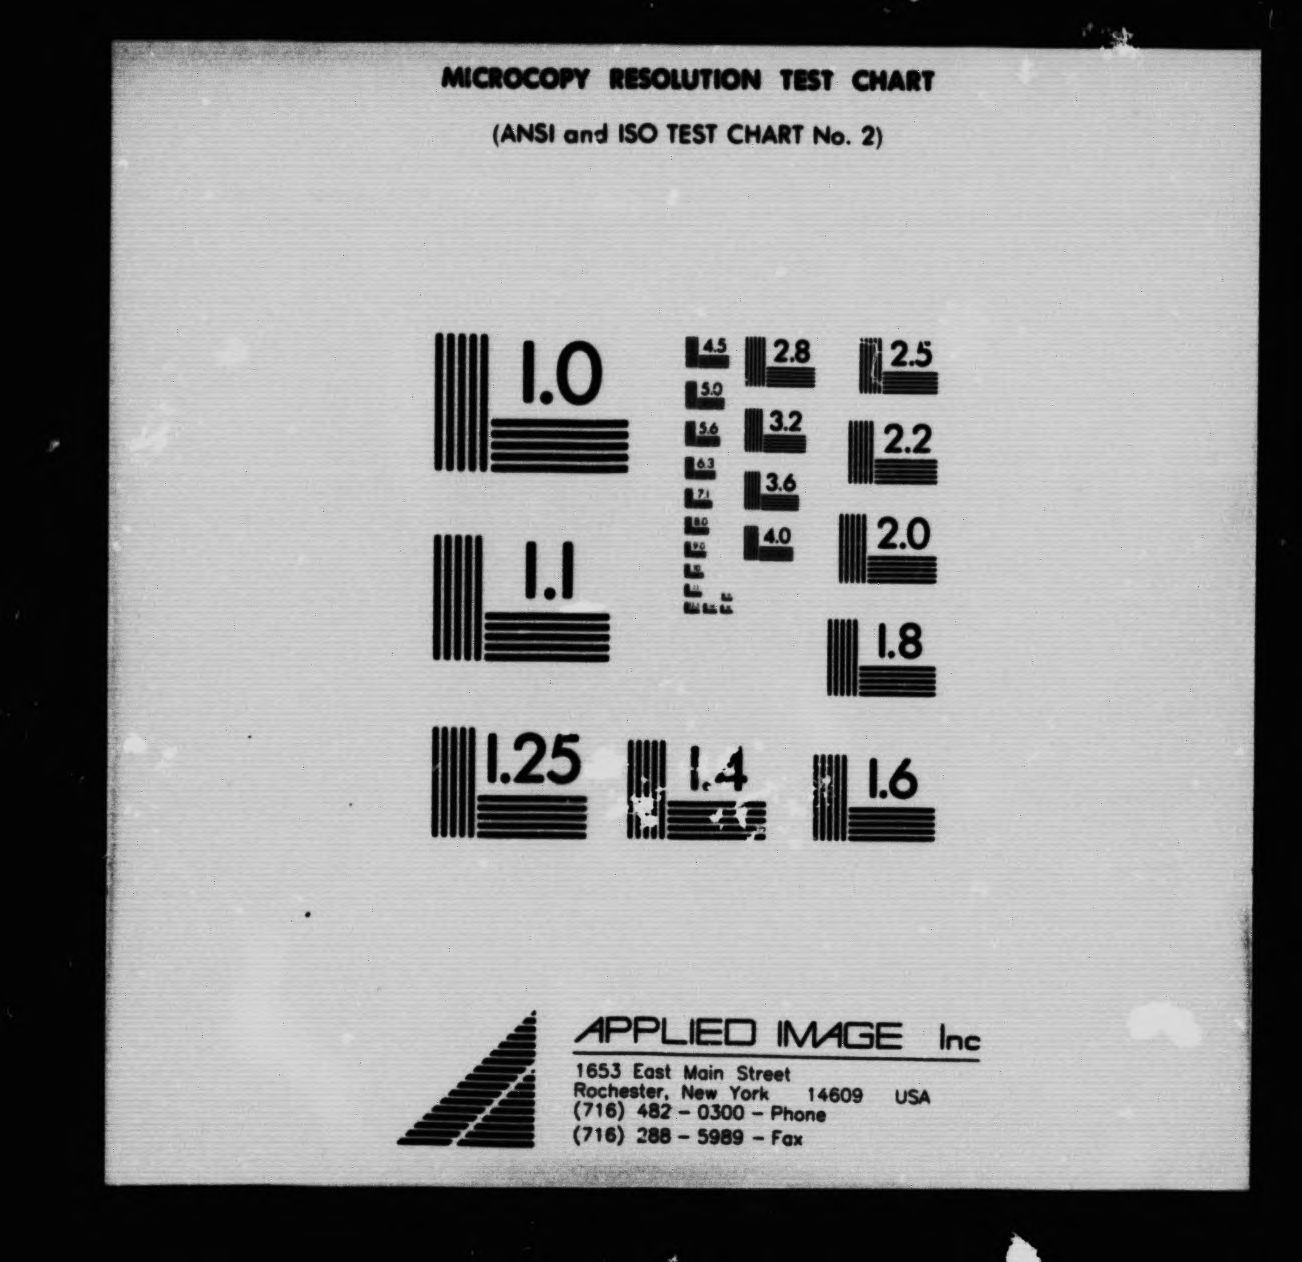 MICROCOPY RESOLUTION TEST CHART
(ANSI and ISO TEST CHART No. 2)
1.0
1.1
1.25
1.4
1.6
1.8
2.0
2.2
2.5
2.8
3.2
3.6
4.0
4.5
5.0
5.6
6.3
7.1
8.0
9.0
APPLIED IMAGE Inc
1653 East Main Street
Rochester, New York 14609 USA
(716) 482 - 0300 - Phone
(716) 288 - 5989 - Fax